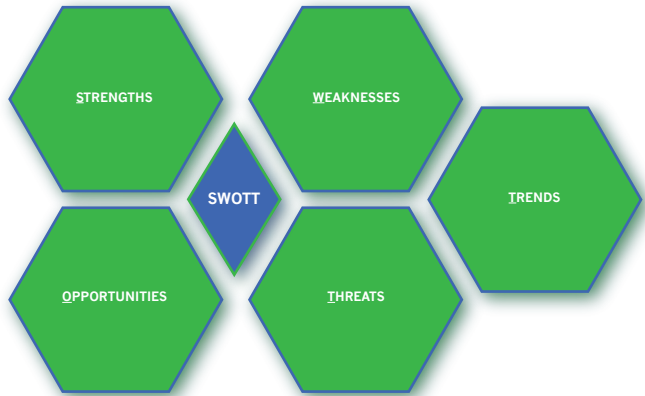 STRENGTHS
WEAKNESSES
SWOTT
TRENDS
OPPORTUNITIES
THREATS